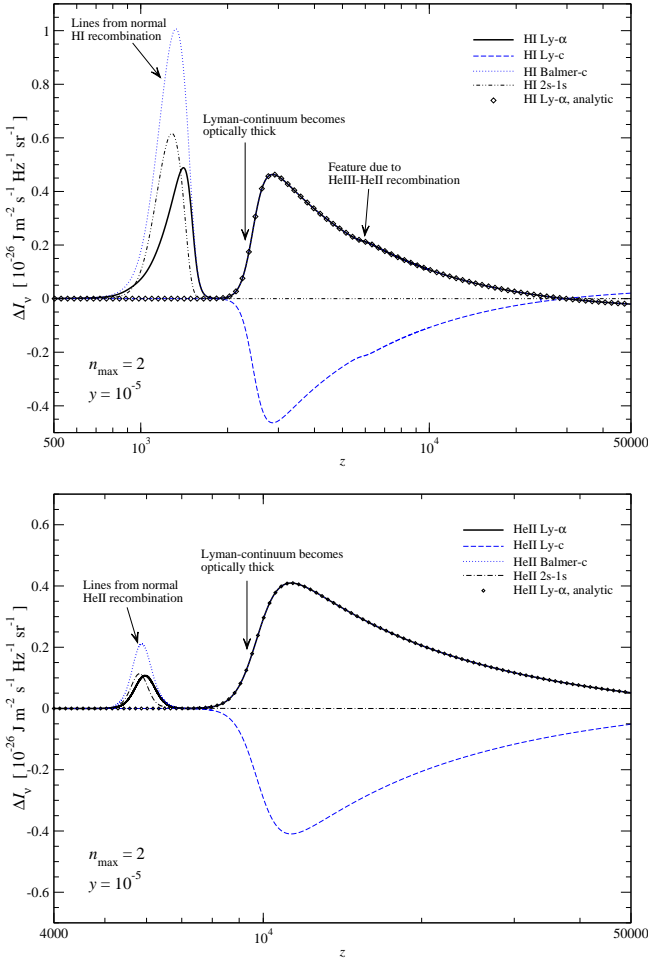 Lines from normal
HI recombination
HI Ly-α
HI Ly-c
HI Balmer-c
HI 2s-1s
HI Ly-α, analytic
Lyman-continuum becomes
optically thick
Feature due to
HeIII-HeII recombination
ΔIν [ 10^-26 J m^-2 s^-1 Hz^-1 sr^-1 ]
1
0.8
0.6
0.4
0.2
0
-0.2
-0.4
n_max = 2
y = 10^-5
500
10^3
10^4
50000
z
HeII Ly-α
HeII Ly-c
HeII Balmer-c
HeII 2s-1s
HeII Ly-α, analytic
Lyman-continuum becomes
optically thick
Lines from normal
HeII recombination
ΔIν [ 10^-26 J m^-2 s^-1 Hz^-1 sr^-1 ]
0.6
0.4
0.2
0
-0.2
-0.4
-0.6
n_max = 2
y = 10^-5
4000
10^4
50000
z